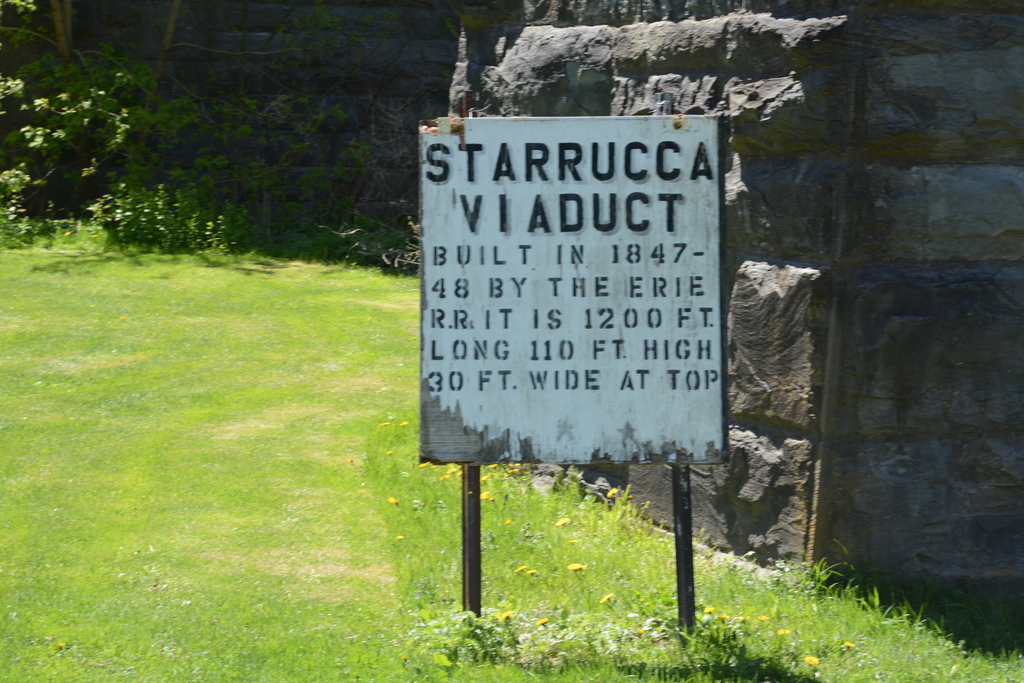 STARRUCCA
VIADUCT
BUILT IN 1847-
48 BY THE ERIE
R.R. IT IS 1200 FT.
LONG 110 FT. HIGH
30 FT. WIDE AT TOP